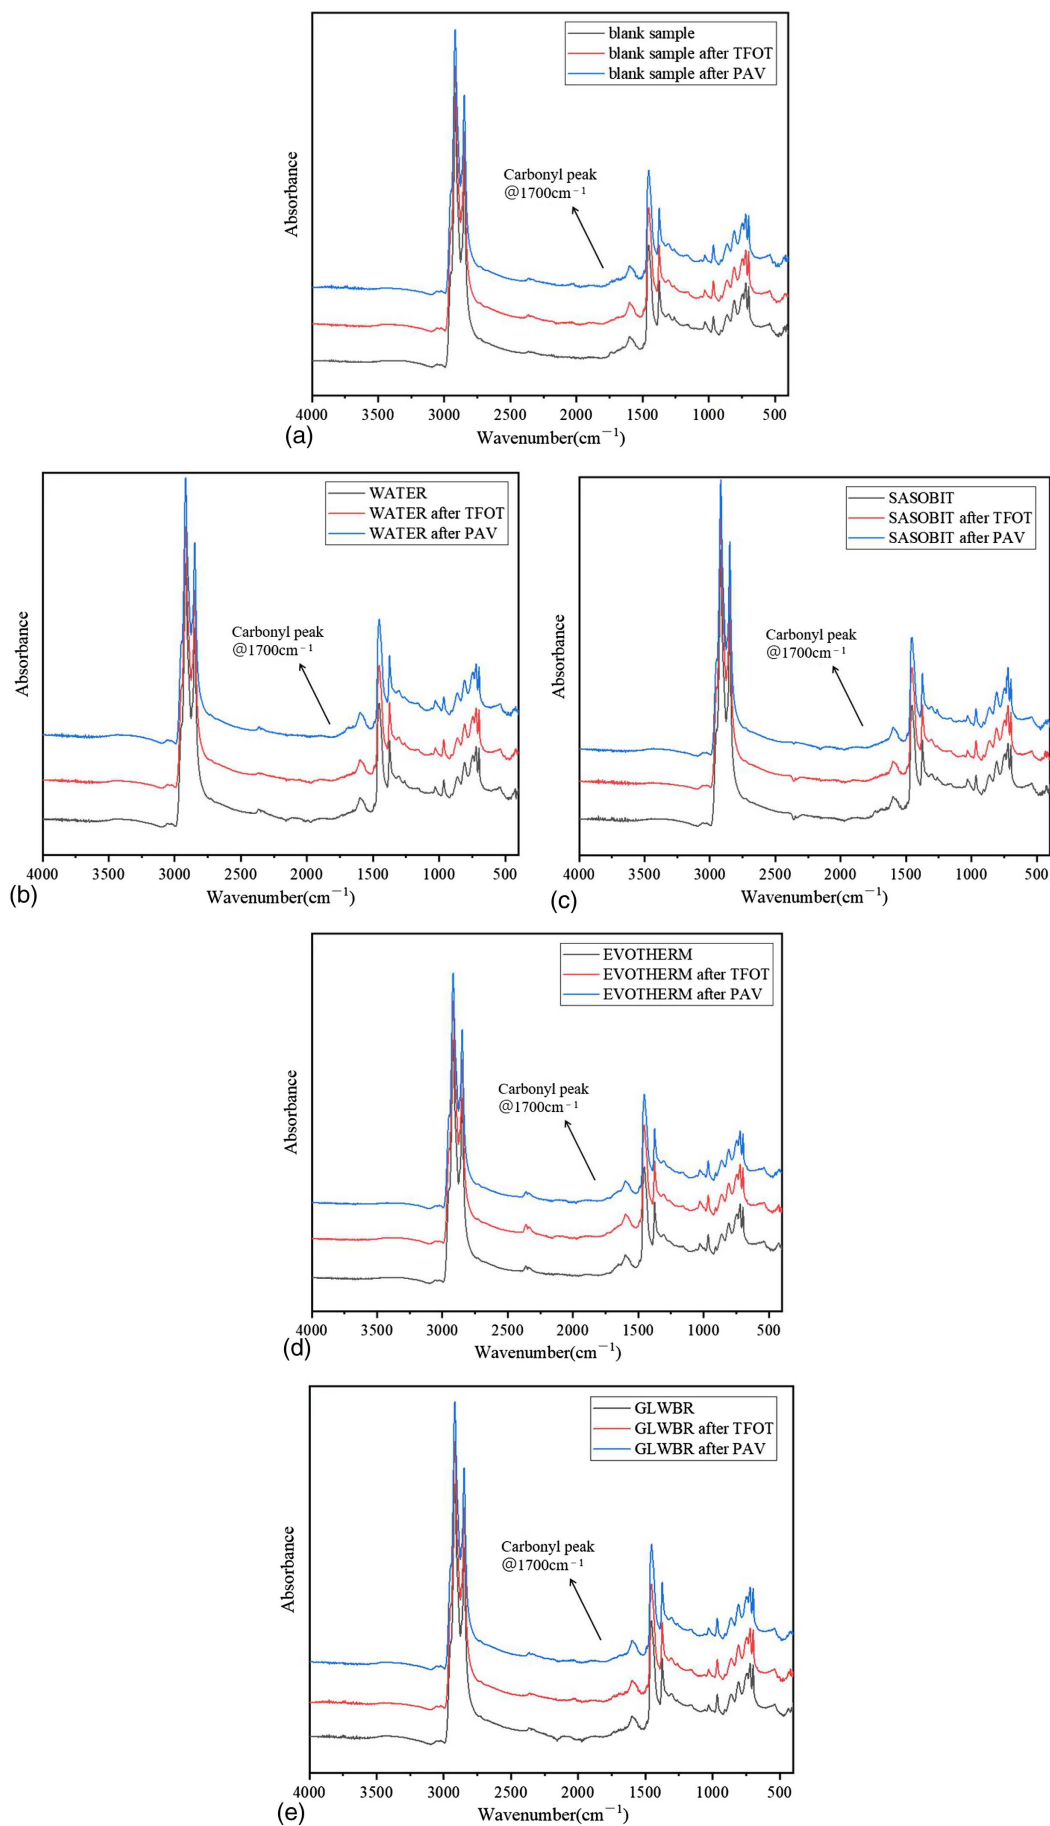 blank sample
blank sample after TFOT
blank sample after PAV
Carbonyl peak
@1700cm⁻¹
Absorbance
4000 3500 3000 2500 2000 1500 1000 500
Wavenumber(cm⁻¹)
(a)
WATER
WATER after TFOT
WATER after PAV
Carbonyl peak
@1700cm⁻¹
Absorbance
4000 3500 3000 2500 2000 1500 1000 500
Wavenumber(cm⁻¹)
(b)
SASOBIT
SASOBIT after TFOT
SASOBIT after PAV
Carbonyl peak
@1700cm⁻¹
Absorbance
4000 3500 3000 2500 2000 1500 1000 500
Wavenumber(cm⁻¹)
(c)
EVOTHERM
EVOTHERM after TFOT
EVOTHERM after PAV
Carbonyl peak
@1700cm⁻¹
Absorbance
4000 3500 3000 2500 2000 1500 1000 500
Wavenumber(cm⁻¹)
(d)
GLWBR
GLWBR after TFOT
GLWBR after PAV
Carbonyl peak
@1700cm⁻¹
Absorbance
4000 3500 3000 2500 2000 1500 1000 500
Wavenumber(cm⁻¹)
(e)